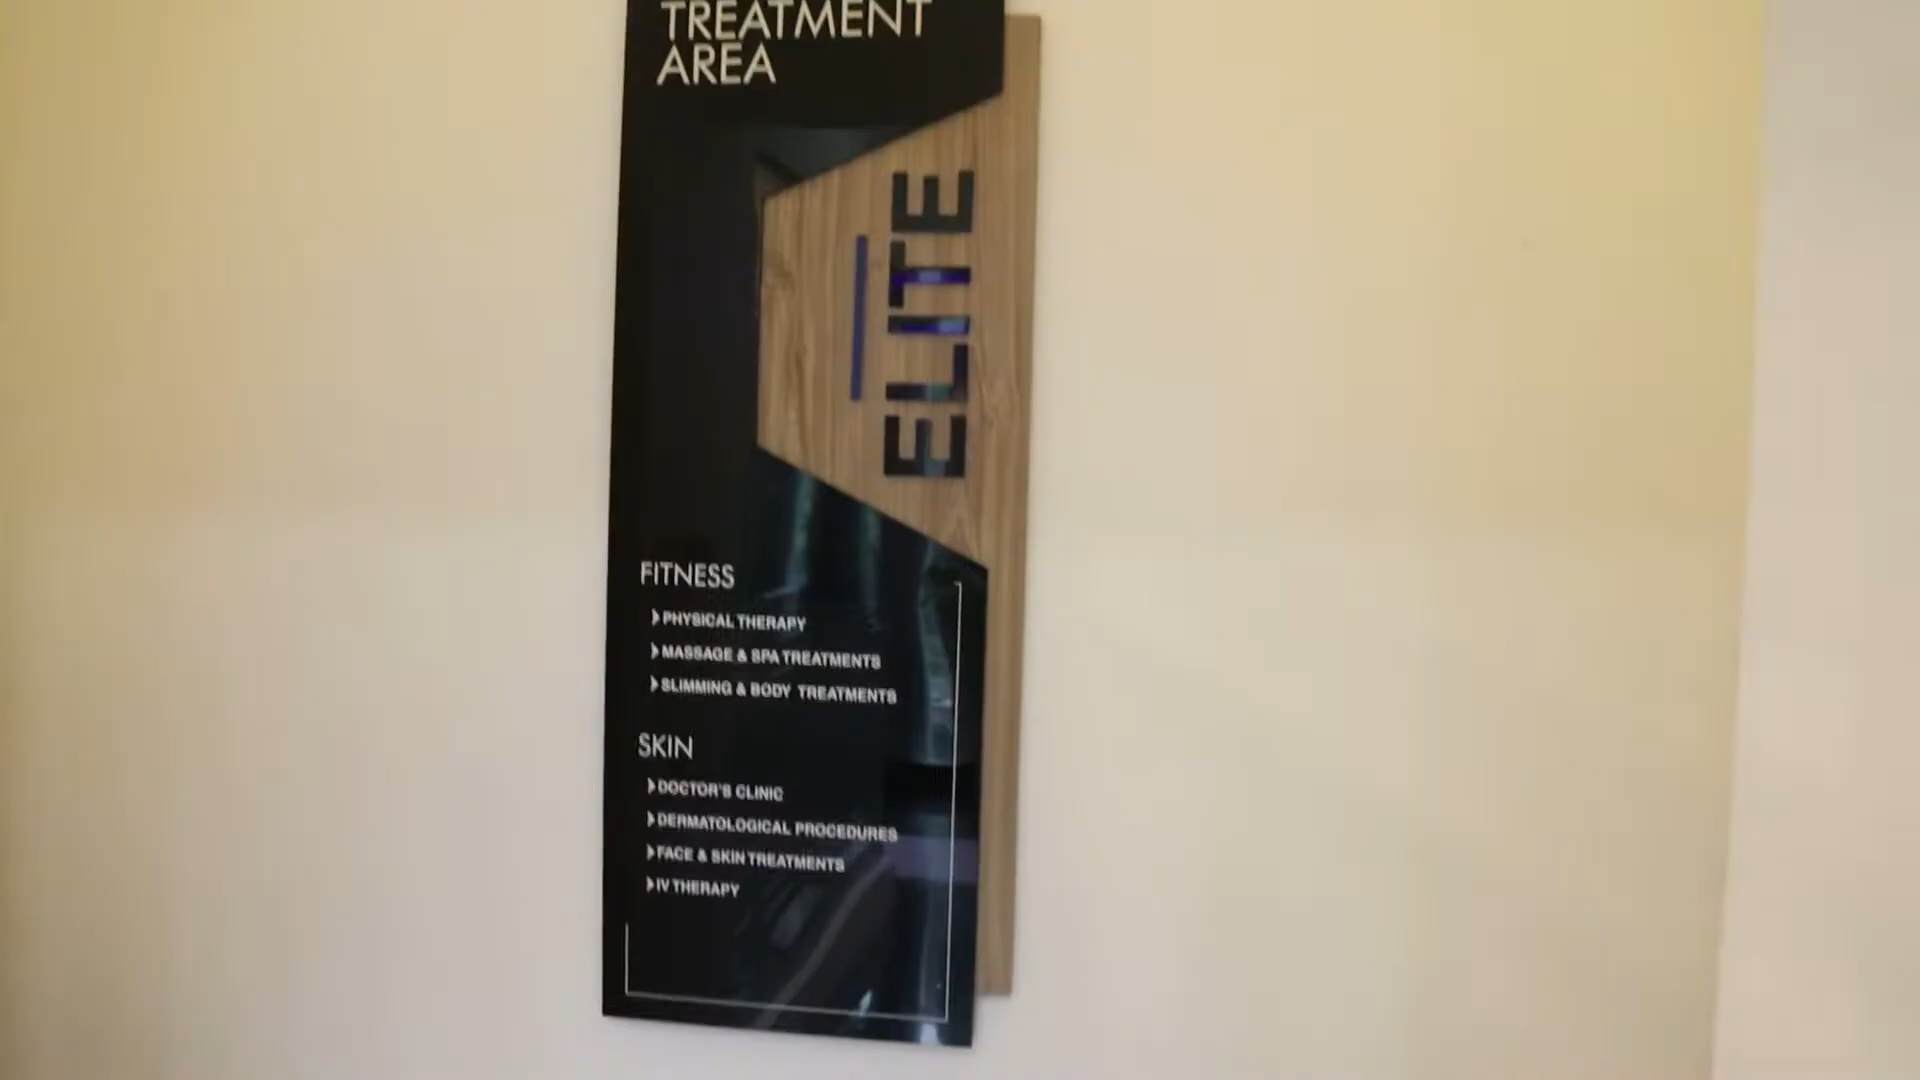 TREATMENT
AREA
ELITE
FITNESS
PHYSICAL THERAPY
MASSAGE & SPA TREATMENTS
SLIMMING & BODY TREATMENTS
SKIN
DOCTOR'S CLINIC
DERMATOLOGICAL PROCEDURES
FACE & SKIN TREATMENTS
IV THERAPY